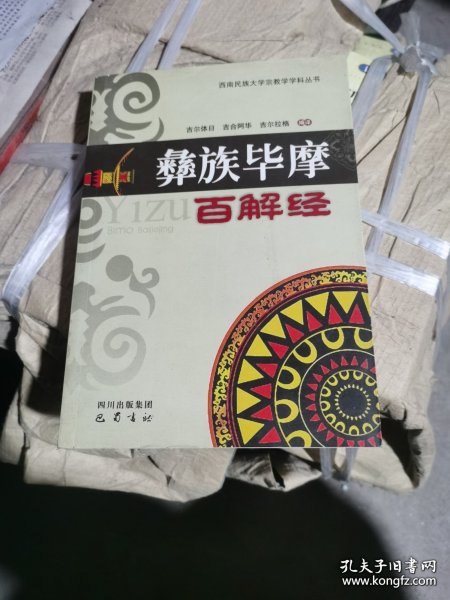 西南民族大学宗教学学科丛书
吉尔体日 吉合阿华 吉尔拉格 编译
彝族毕摩
百解经
Yizu
Bimo Baijiejing
四川出版集团
巴蜀书社
孔夫子旧书网
www.kongfz.com